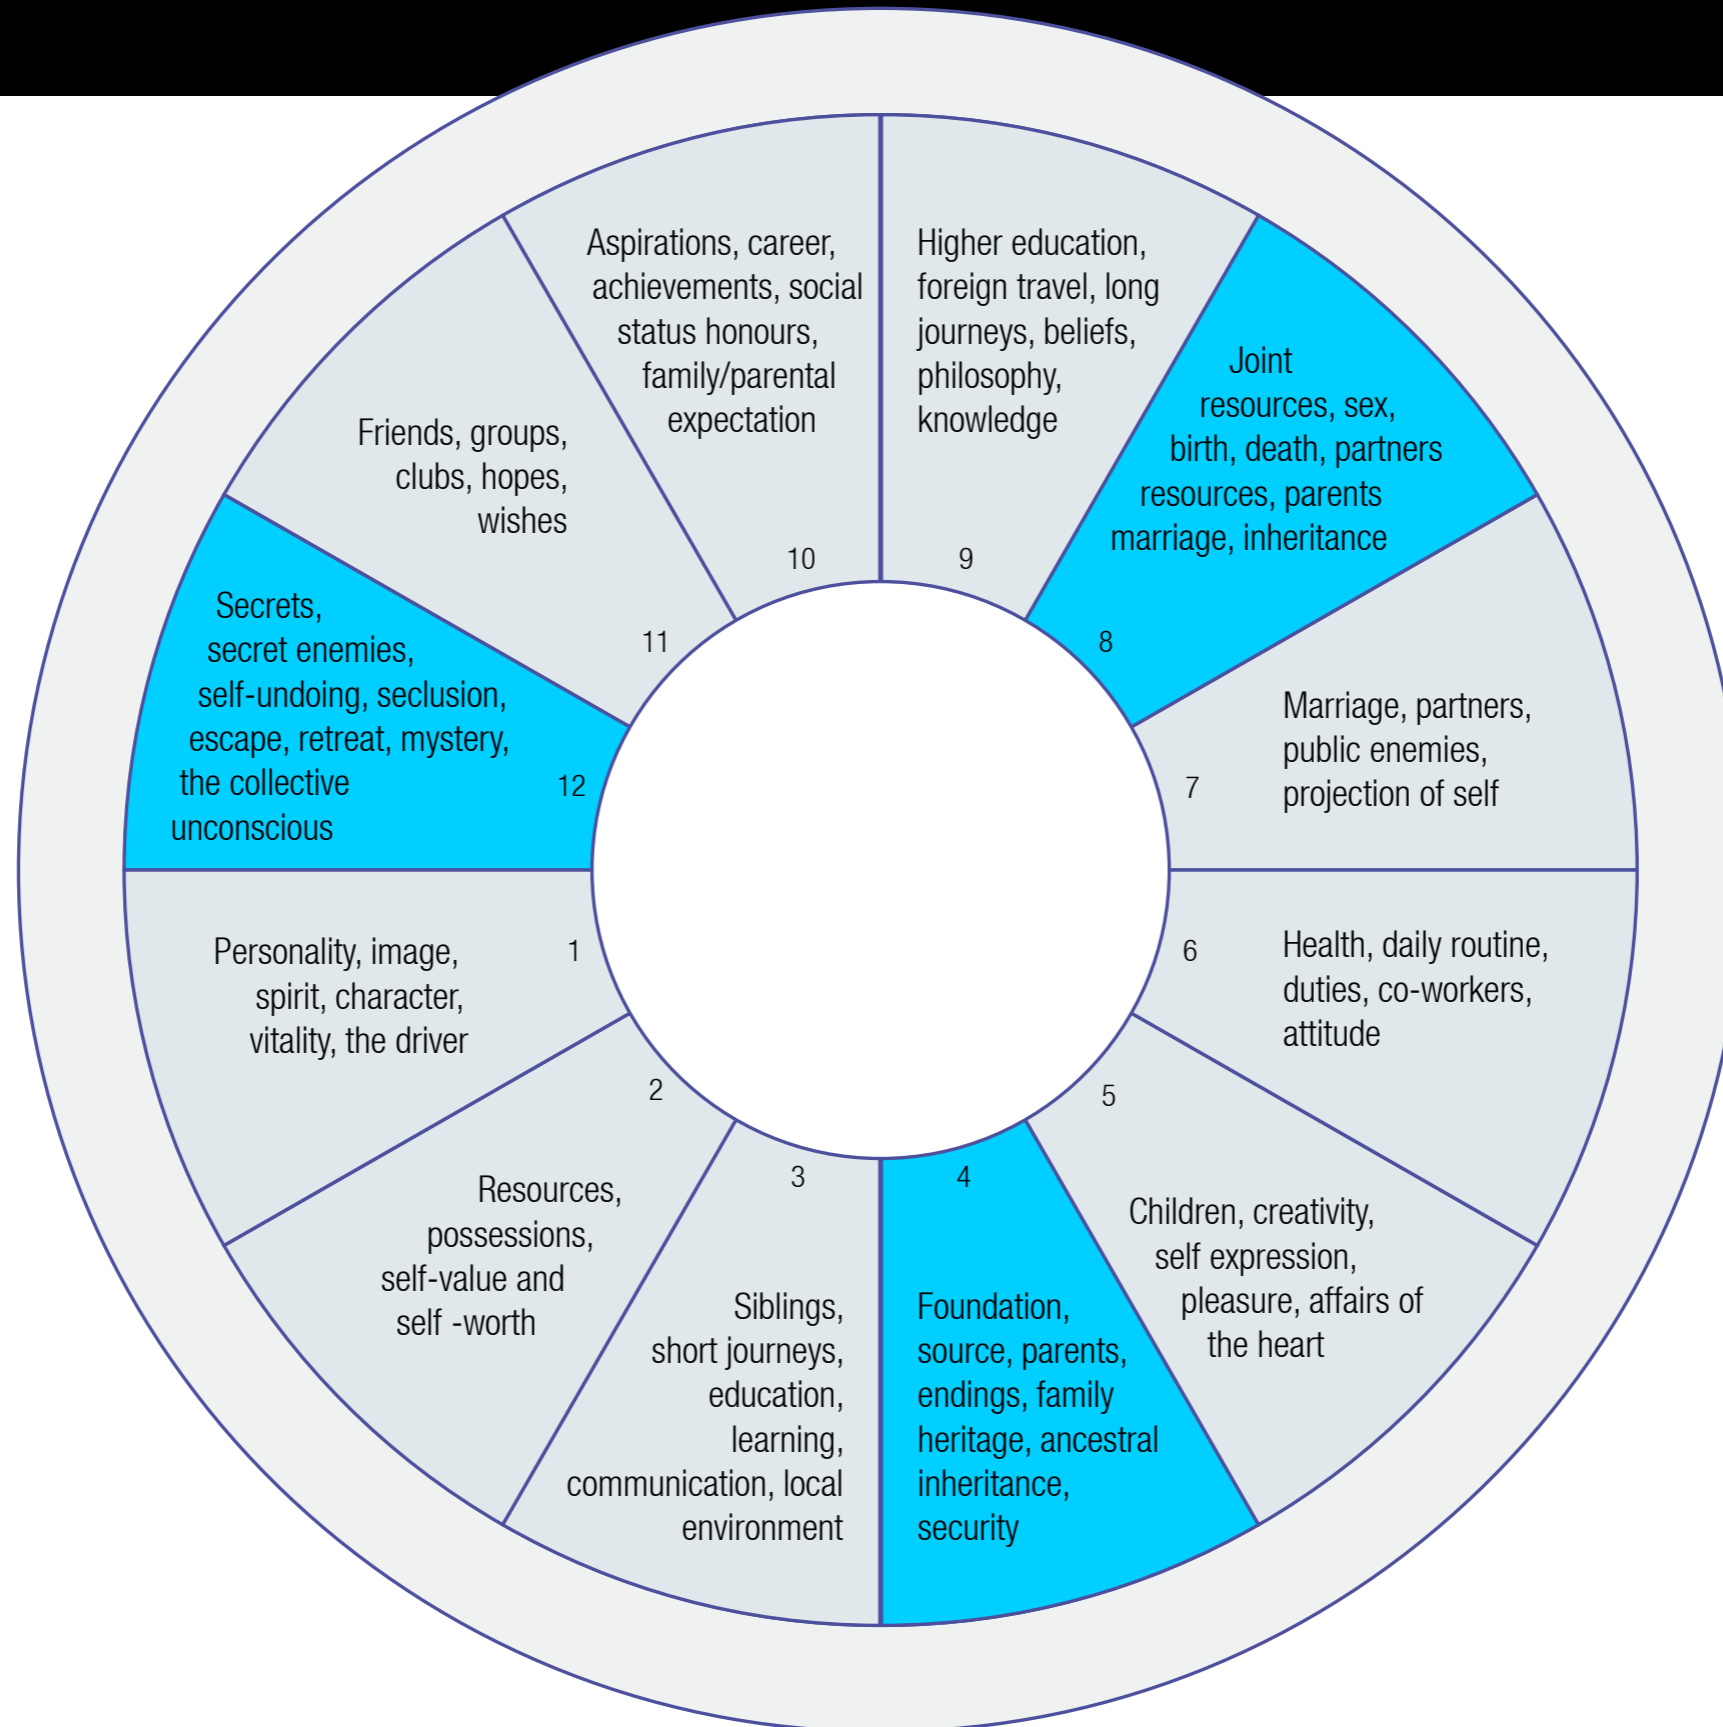 Aspirations, career,
achievements, social
status honours,
family/parental
expectation
10
Higher education,
foreign travel, long
journeys, beliefs,
philosophy,
knowledge
9
Joint
resources, sex,
birth, death, partners
resources, parents
marriage, inheritance
8
Marriage, partners,
public enemies,
projection of self
7
Health, daily routine,
duties, co-workers,
attitude
6
Children, creativity,
self expression,
pleasure, affairs of
the heart
5
Foundation,
source, parents,
endings, family
heritage, ancestral
inheritance,
security
4
Siblings,
short journeys,
education,
learning,
communication, local
environment
3
Resources,
possessions,
self-value and
self -worth
2
Personality, image,
spirit, character,
vitality, the driver
1
Secrets,
secret enemies,
self-undoing, seclusion,
escape, retreat, mystery,
the collective
unconscious
12
Friends, groups,
clubs, hopes,
wishes
11